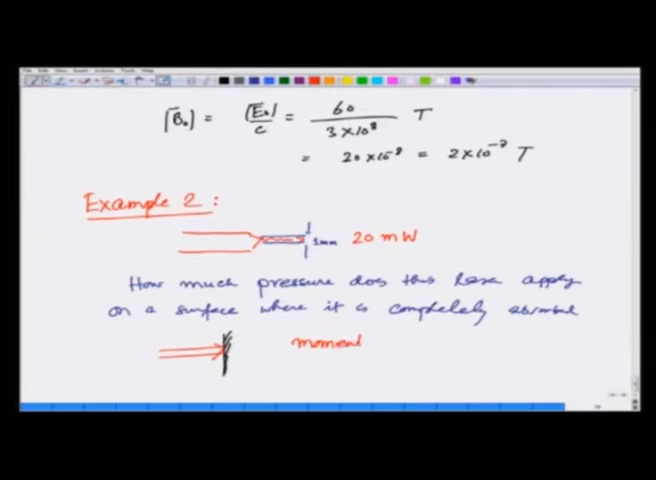 |B₀| = |E₀|/c = 60/(3×10⁸) T
= 20×10⁻⁸ = 2×10⁻⁷ T
Example 2 :
1mm 20 mW
How much pressure does this laser apply
on a surface where it is completely absorbed
moment